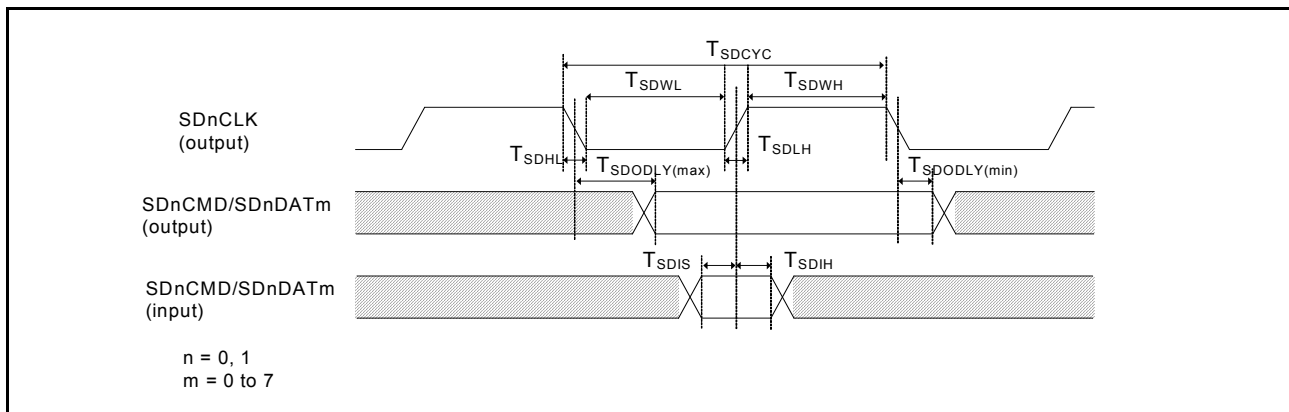 TSDCYC
TSDWL
TSDWH
SDnCLK
(output)
TSDHL
TSDLH
TSDODLY(max)
TSDODLY(min)
SDnCMD/SDnDATm
(output)
TSDIS
TSDIH
SDnCMD/SDnDATm
(input)
n = 0, 1
m = 0 to 7